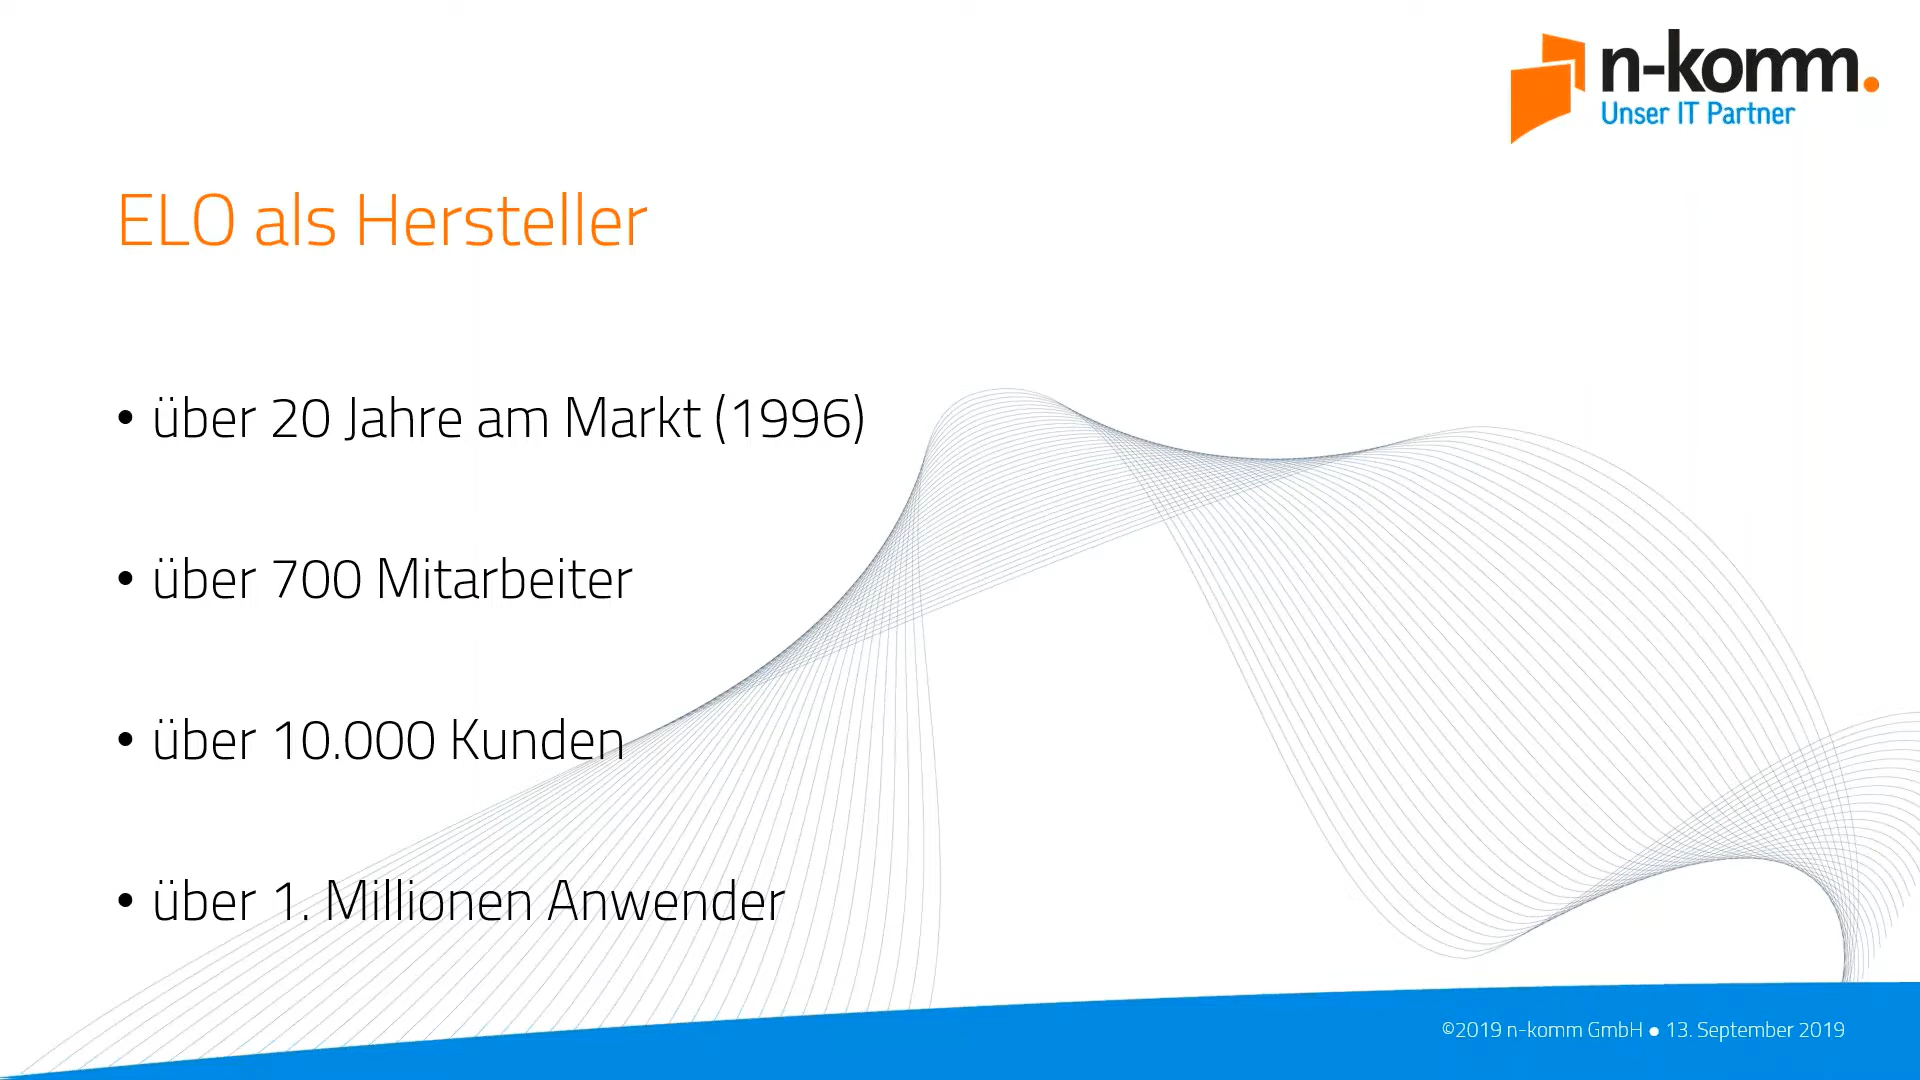 n-komm.
Unser IT Partner
ELO als Hersteller
• über 20 Jahre am Markt (1996)
• über 700 Mitarbeiter
• über 10.000 Kunden
• über 1. Millionen Anwender
©2019 n-komm GmbH ● 13. September 2019